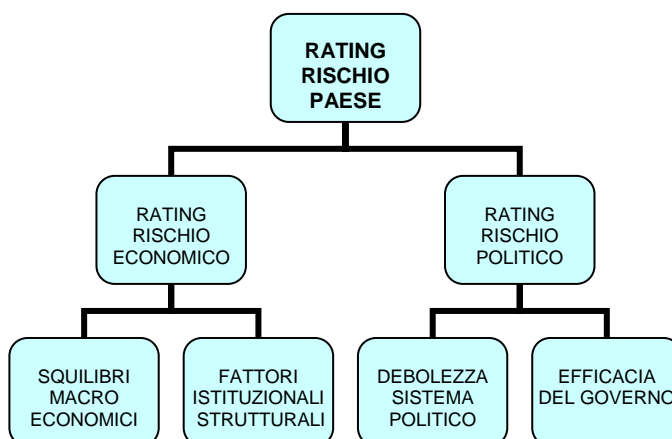 RATING
RISCHIO
PAESE
RATING
RISCHIO
ECONOMICO
RATING
RISCHIO
POLITICO
SQUILIBRI
MACRO
ECONOMICI
FATTORI
ISTITUZIONALI
STRUTTURALI
DEBOLEZZA
SISTEMA
POLITICO
EFFICACIA
DEL GOVERNO